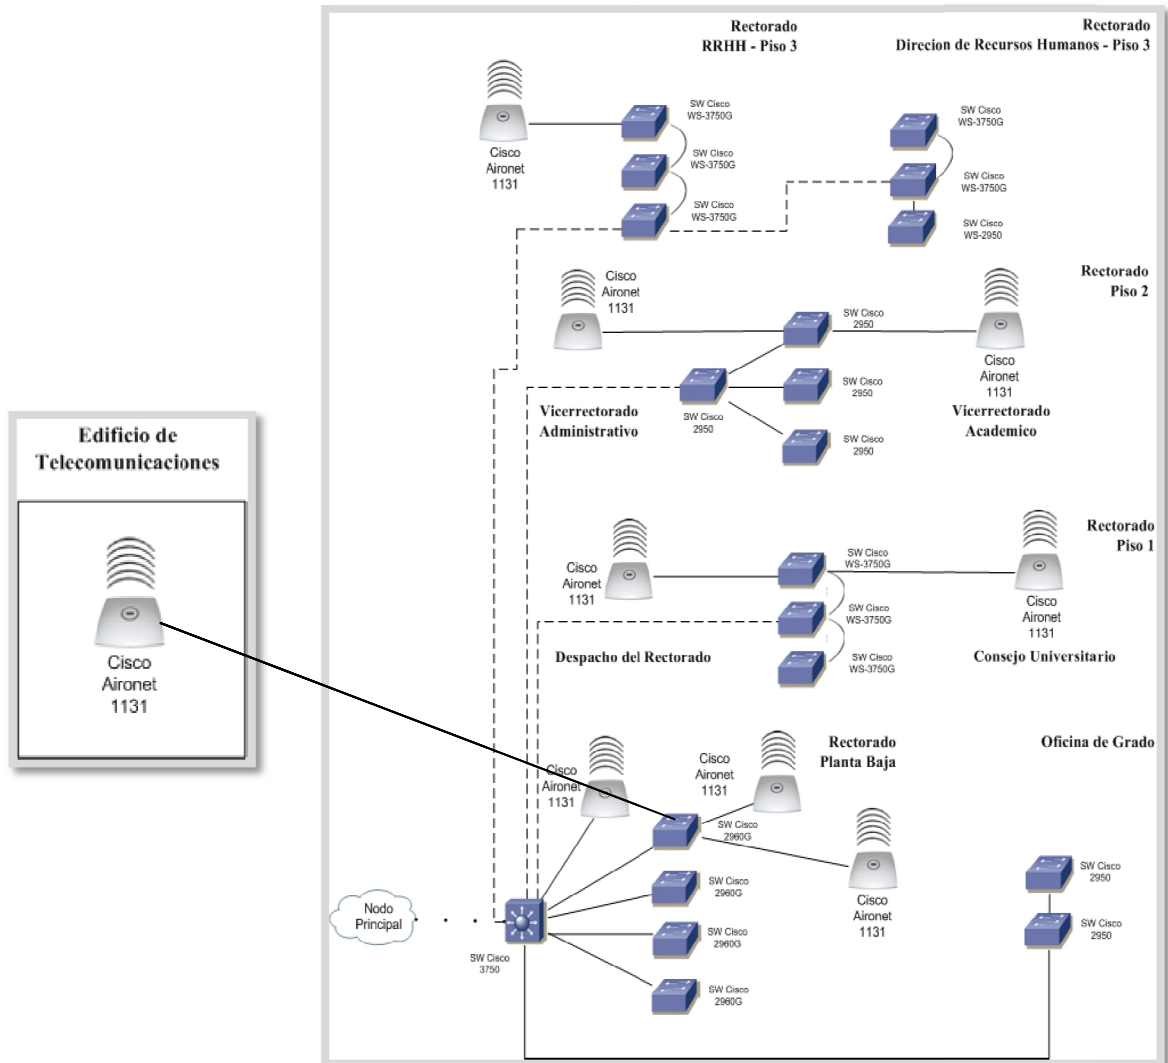 Rectorado
RRHH - Piso 3
Rectorado
Direcion de Recursos Humanos - Piso 3
Cisco
Aironet
1131
SW Cisco
WS-3750G
SW Cisco
WS-3750G
SW Cisco
WS-3750G
SW Cisco
WS-3750G
SW Cisco
WS-3750G
SW Cisco
WS-2950
Rectorado
Piso 2
Cisco
Aironet
1131
SW Cisco
2950
Cisco
Aironet
1131
SW Cisco
2950
SW Cisco
2950
SW Cisco
2950
Vicerrectorado
Administrativo
Vicerrectorado
Academico
Edificio de
Telecomunicaciones
Cisco
Aironet
1131
Rectorado
Piso 1
Cisco
Aironet
1131
SW Cisco
WS-3750G
SW Cisco
WS-3750G
SW Cisco
WS-3750G
Cisco
Aironet
1131
Despacho del Rectorado
Consejo Universitario
Rectorado
Planta Baja
Oficina de Grado
Cisco
Aironet
1131
Cisco
Aironet
1131
SW Cisco
2960G
Cisco
Aironet
1131
SW Cisco
2960G
SW Cisco
2960G
SW Cisco
2960G
Nodo
Principal
SW Cisco
3750
SW Cisco
2950
SW Cisco
2950